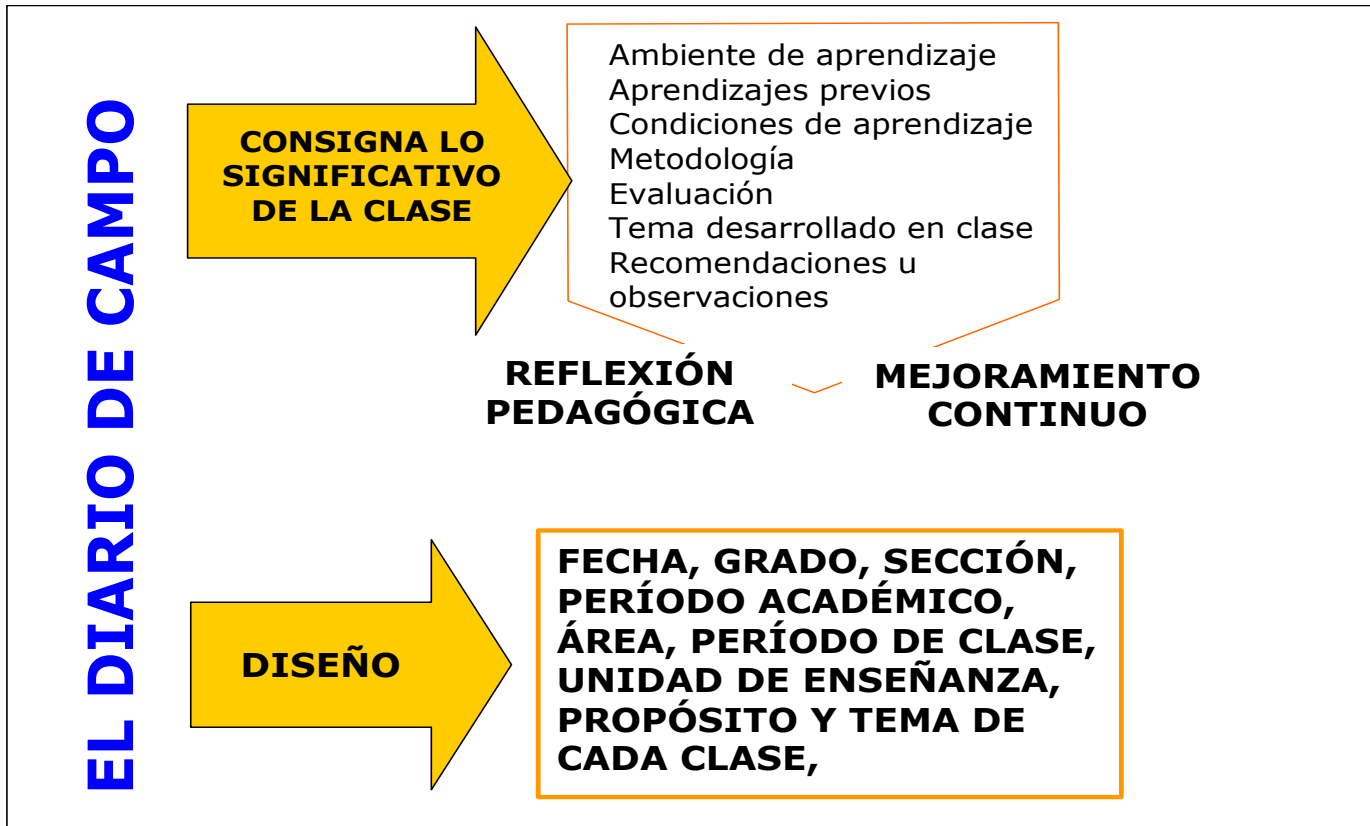 EL DIARIO DE CAMPO
CONSIGNA LO
SIGNIFICATIVO
DE LA CLASE
Ambiente de aprendizaje
Aprendizajes previos
Condiciones de aprendizaje
Metodología
Evaluación
Tema desarrollado en clase
Recomendaciones u
observaciones
REFLEXIÓN
PEDAGÓGICA
MEJORAMIENTO
CONTINUO
DISEÑO
FECHA, GRADO, SECCIÓN,
PERÍODO ACADÉMICO,
ÁREA, PERÍODO DE CLASE,
UNIDAD DE ENSEÑANZA,
PROPÓSITO Y TEMA DE
CADA CLASE,